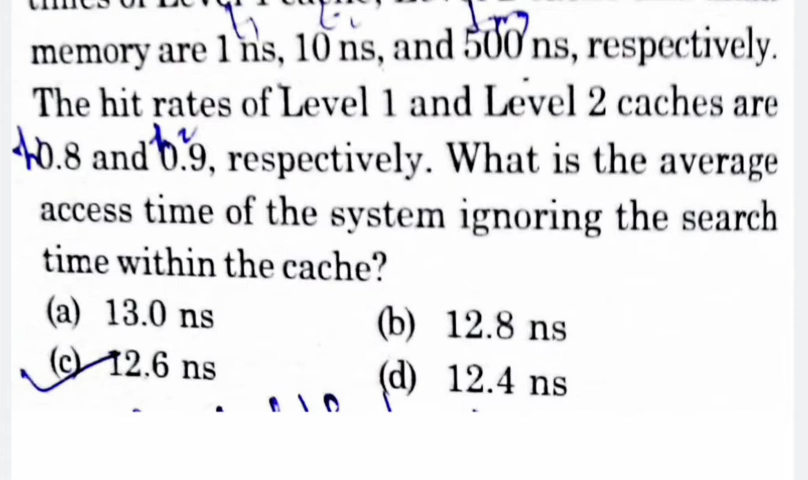 memory are 1 ns, 10 ns, and 500 ns, respectively.
The hit rates of Level 1 and Level 2 caches are
0.8 and 0.9, respectively. What is the average
access time of the system ignoring the search
time within the cache?
(a) 13.0 ns (b) 12.8 ns
(c) 12.6 ns (d) 12.4 ns